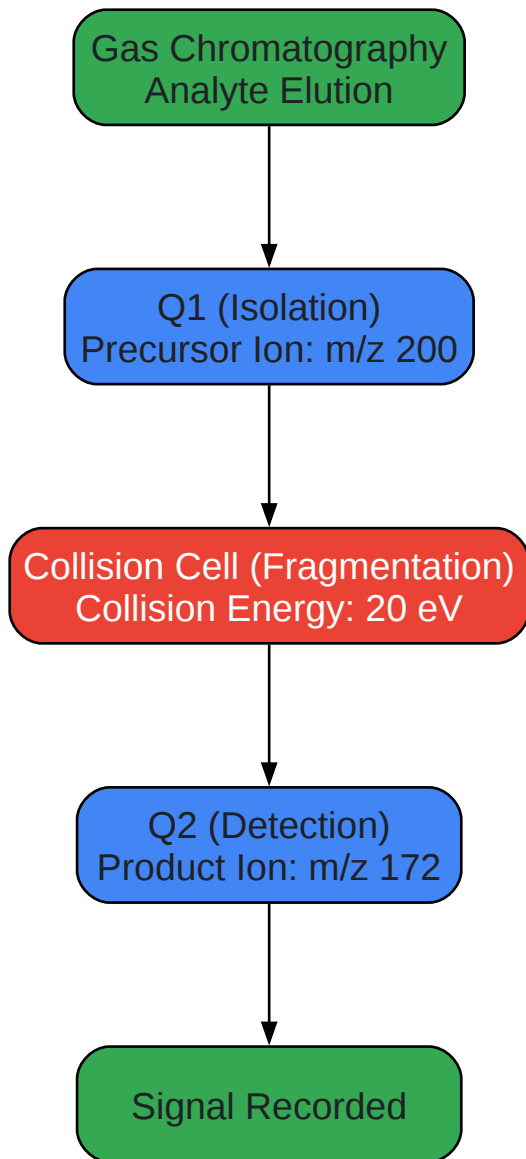 Gas Chromatography
Analyte Elution
Q1 (Isolation)
Precursor Ion: m/z 200
Collision Cell (Fragmentation)
Collision Energy: 20 eV
Q2 (Detection)
Product Ion: m/z 172
Signal Recorded